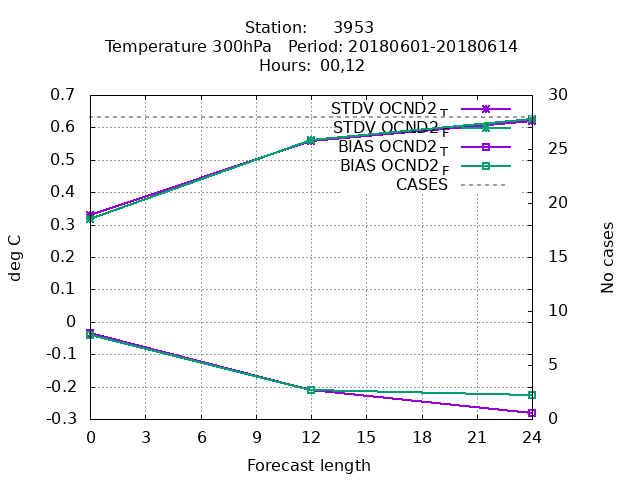 Station: 3953
Temperature 300hPa Period: 20180601-20180614
Hours: 00,12
0.7
0.6
0.5
0.4
0.3
0.2
0.1
0
-0.1
-0.2
-0.3
30
25
20
15
10
5
0
STDV OCND2 T
STDV OCND2 F
BIAS OCND2 T
BIAS OCND2 F
CASES
deg C
No cases
0 3 6 9 12 15 18 21 24
Forecast length